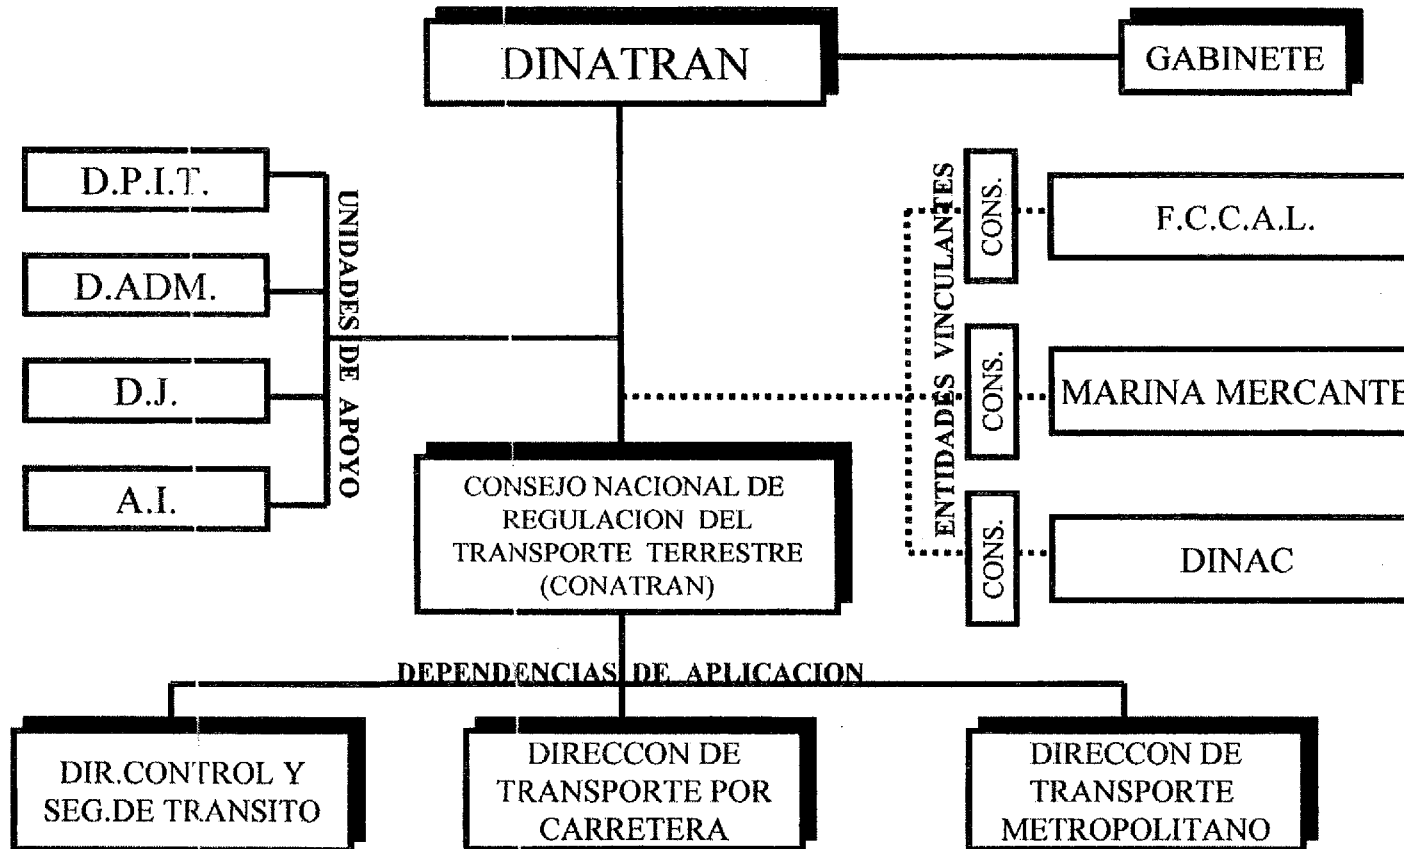 DINATRAN
GABINETE
D.P.I.T.
D.ADM.
D.J.
A.I.
UNIDADES DE APOYO
ENTIDADES VINCULANTES
CONS.
F.C.C.A.L.
CONS.
MARINA MERCANTE
CONS.
DINAC
CONSEJO NACIONAL DE
REGULACION DEL
TRANSPORTE TERRESTRE
(CONATRAN)
DEPENDENCIAS DE APLICACION
DIR.CONTROL Y
SEG.DE TRANSITO
DIRECCON DE
TRANSPORTE POR
CARRETERA
DIRECCON DE
TRANSPORTE
METROPOLITANO